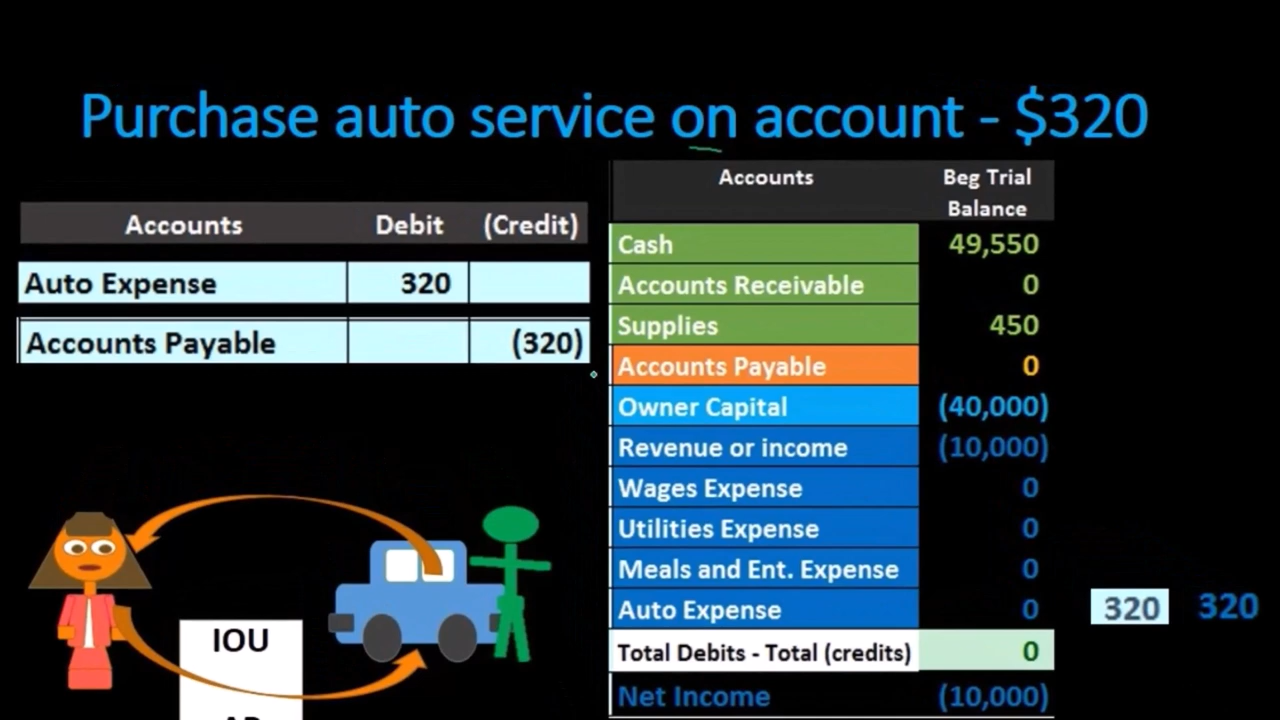 Purchase auto service on account - $320
Accounts Debit (Credit)
Auto Expense 320
Accounts Payable (320)
Accounts Beg Trial Balance
Cash 49,550
Accounts Receivable 0
Supplies 450
Accounts Payable 0
Owner Capital (40,000)
Revenue or income (10,000)
Wages Expense 0
Utilities Expense 0
Meals and Ent. Expense 0
Auto Expense 0 320 320
Total Debits - Total (credits) 0
Net Income (10,000)
IOU